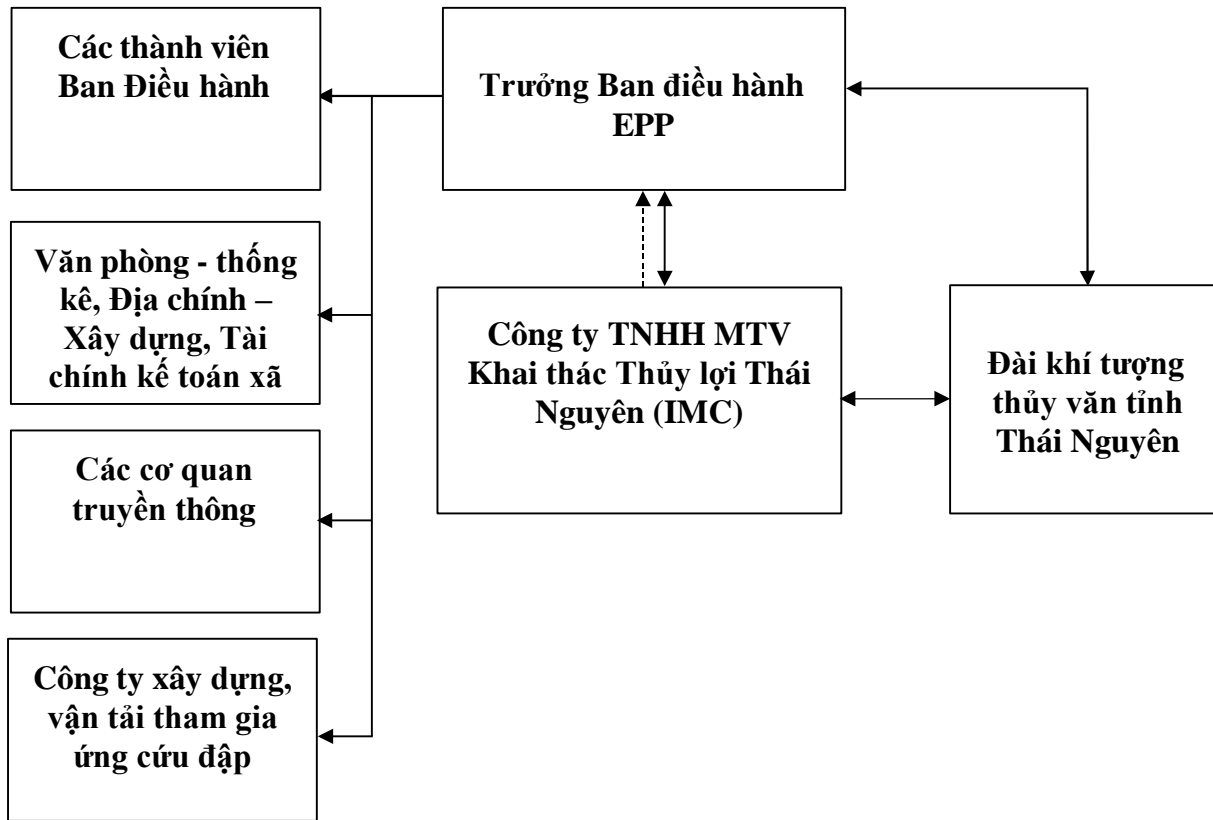 Các thành viên
Ban Điều hành
Trưởng Ban điều hành
EPP
Văn phòng - thống
kê, Địa chính –
Xây dựng, Tài
chính kế toán xã
Công ty TNHH MTV
Khai thác Thủy lợi Thái
Nguyên (IMC)
Đài khí tượng
thủy văn tỉnh
Thái Nguyên
Các cơ quan
truyền thông
Công ty xây dựng,
vận tải tham gia
ứng cứu đập